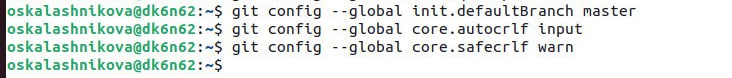 oskalashnikova@dk6n62:~$ git config --global init.defaultBranch master
oskalashnikova@dk6n62:~$ git config --global core.autocrlf input
oskalashnikova@dk6n62:~$ git config --global core.safecrlf warn
oskalashnikova@dk6n62:~$